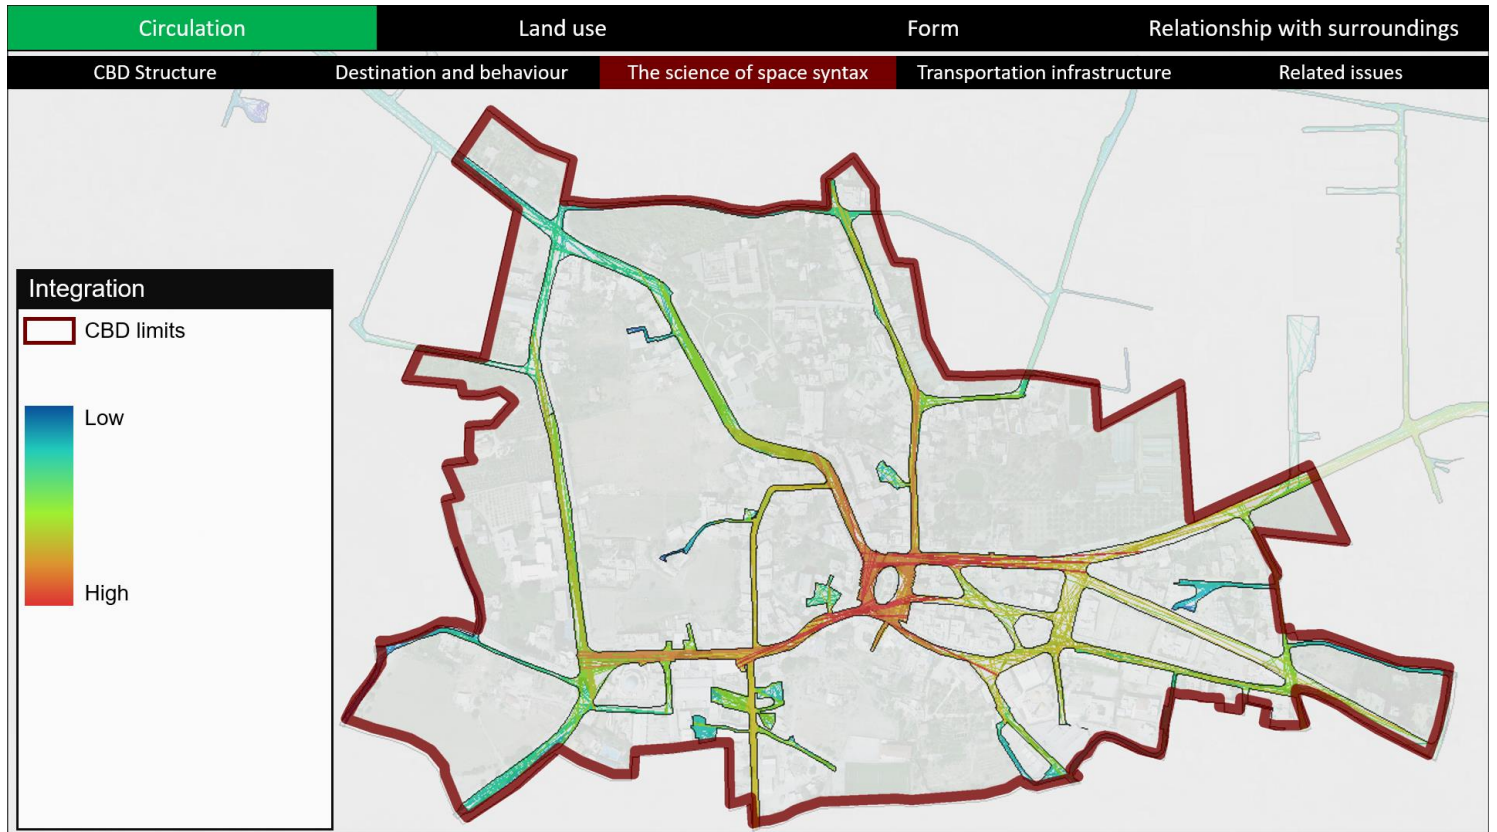 Circulation Land use Form Relationship with surroundings
CBD Structure Destination and behaviour The science of space syntax Transportation infrastructure Related issues
Integration
CBD limits
Low
High